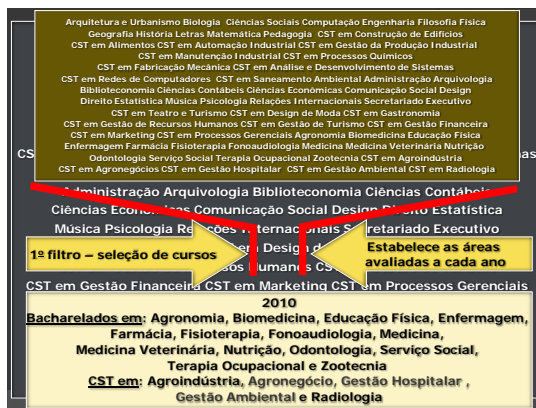 Arquitetura e Urbanismo Biologia Ciências Sociais Computação Engenharia Filosofia Física
Geografia História Letras Matemática Pedagogia CST em Construção de Edifícios
CST em Alimentos CST em Automação Industrial CST em Gestão da Produção Industrial
CST em Manutenção Industrial CST em Processos Químicos
CST em Fabricação Mecânica CST em Análise e Desenvolvimento de Sistemas
CST em Redes de Computadores CST em Saneamento Ambiental Administração Arquivologia
Biblioteconomia Ciências Contábeis Ciências Econômicas Comunicação Social Design
Direito Estatística Música Psicologia Relações Internacionais Secretariado Executivo
CST em Teatro e Turismo CST em Design de Moda CST em Gastronomia
CST em Gestão de Recursos Humanos CST em Gestão de Turismo CST em Gestão Financeira
CST em Marketing CST em Processos Gerenciais Agronomia Biomedicina Educação Física
Enfermagem Farmácia Fisioterapia Fonoaudiologia Medicina Medicina Veterinária Nutrição
Odontologia Serviço Social Terapia Ocupacional Zootecnia CST em Agroindústria
CST em Agronegócios CST em Gestão Hospitalar CST em Gestão Ambiental CST em Radiologia
Administração Arquivologia Biblioteconomia Ciências Contábeis
Ciências Econômicas Comunicação Social Design Direito Estatística
Música Psicologia Relações Internacionais Secretariado Executivo
em Design de
1º filtro – seleção de cursos
Estabelece as áreas
avaliadas a cada ano
Humanos
CST em Gestão Financeira CST em Marketing CST em Processos Gerenciais
2010
Bacharelados em: Agronomia, Biomedicina, Educação Física, Enfermagem,
Farmácia, Fisioterapia, Fonoaudiologia, Medicina,
Medicina Veterinária, Nutrição, Odontologia, Serviço Social,
Terapia Ocupacional e Zootecnia
CST em: Agroindústria, Agronegócio, Gestão Hospitalar ,
Gestão Ambiental e Radiologia